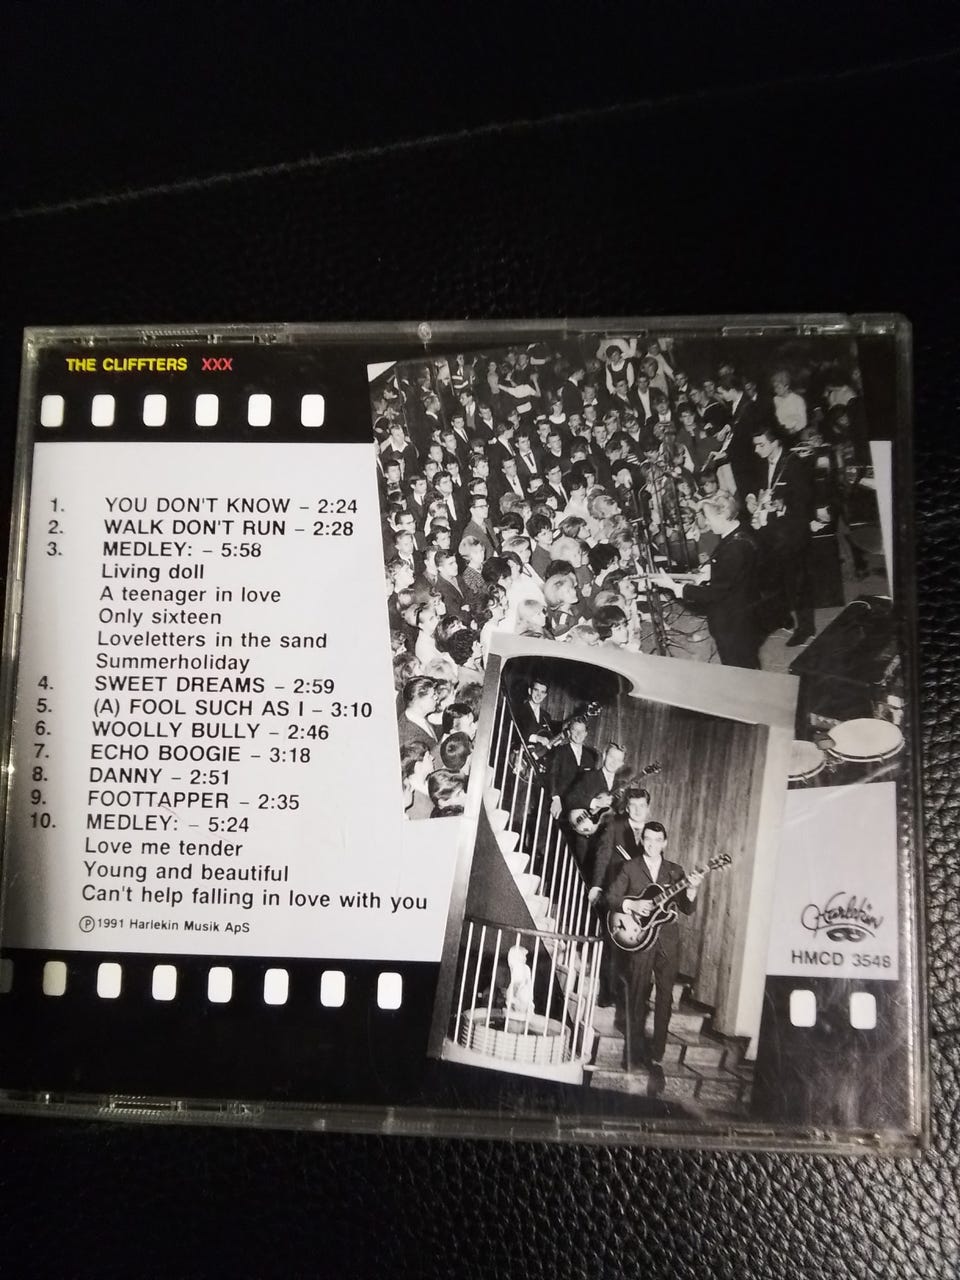 THE CLIFFTERS XXX
1. YOU DON'T KNOW – 2:24
2. WALK DON'T RUN – 2:28
3. MEDLEY: – 5:58
Living doll
A teenager in love
Only sixteen
Loveletters in the sand
Summerholiday
4. SWEET DREAMS – 2:59
5. (A) FOOL SUCH AS I – 3:10
6. WOOLLY BULLY – 2:46
7. ECHO BOOGIE – 3:18
8. DANNY – 2:51
9. FOOTTAPPER – 2:35
10. MEDLEY: – 5:24
Love me tender
Young and beautiful
Can't help falling in love with you
Ⓟ1991 Harlekin Musik ApS
Harlekin
HMCD 3548